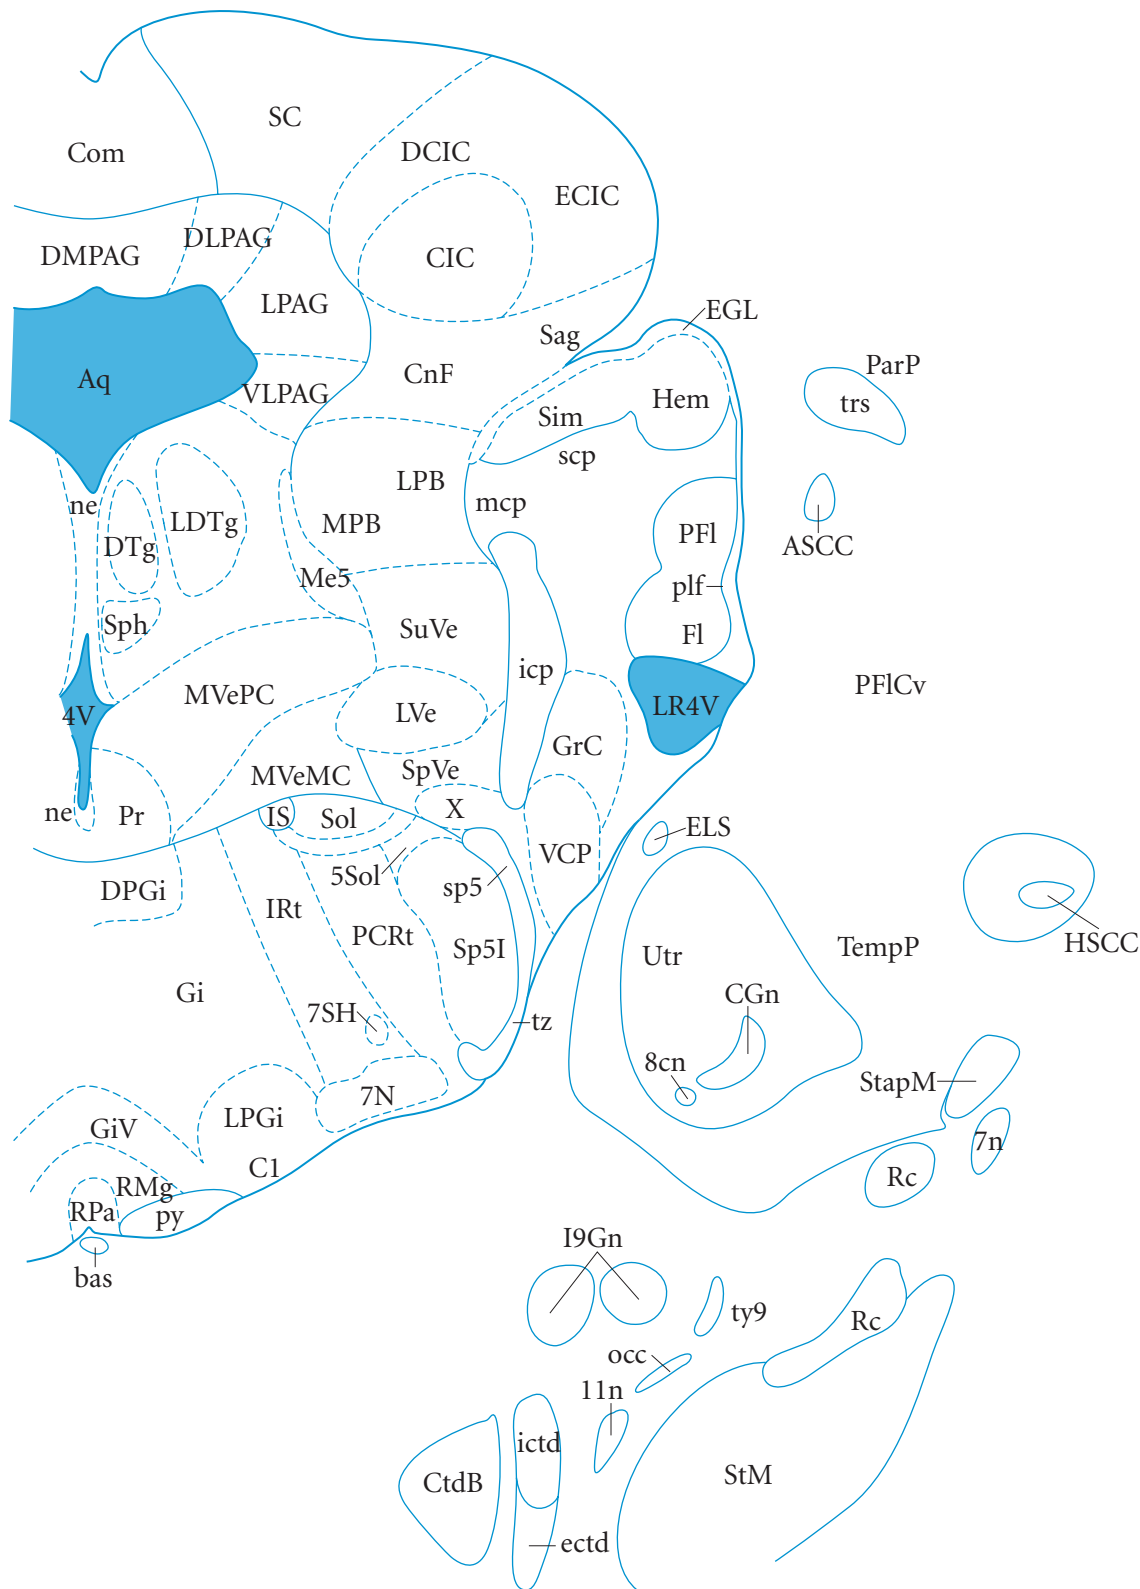 SC
Com
DCIC
ECIC
DLPAG
DMPAG
CIC
LPAG
EGL
Sag
ParP
Aq
CnF
VLPAG
Hem
trs
Sim
scp
LPB
mcp
ne
LDTg
MPB
PFl
DTg
ASCC
Me5
plf
Sph
SuVe
Fl
icp
MVePC
PFlCv
4V
LVe
LR4V
GrC
SpVe
MVeMC
ne
Pr
IS
Sol
X
ELS
VCP
5Sol
sp5
DPGi
IRt
PCRt
Sp5I
Utr
TempP
HSCC
Gi
CGn
7SH
tz
8cn
StapM
7N
LPGi
GiV
7n
C1
RMg
Rc
RPa
py
I9Gn
bas
ty9
Rc
occ
11n
ictd
CtdB
StM
ectd